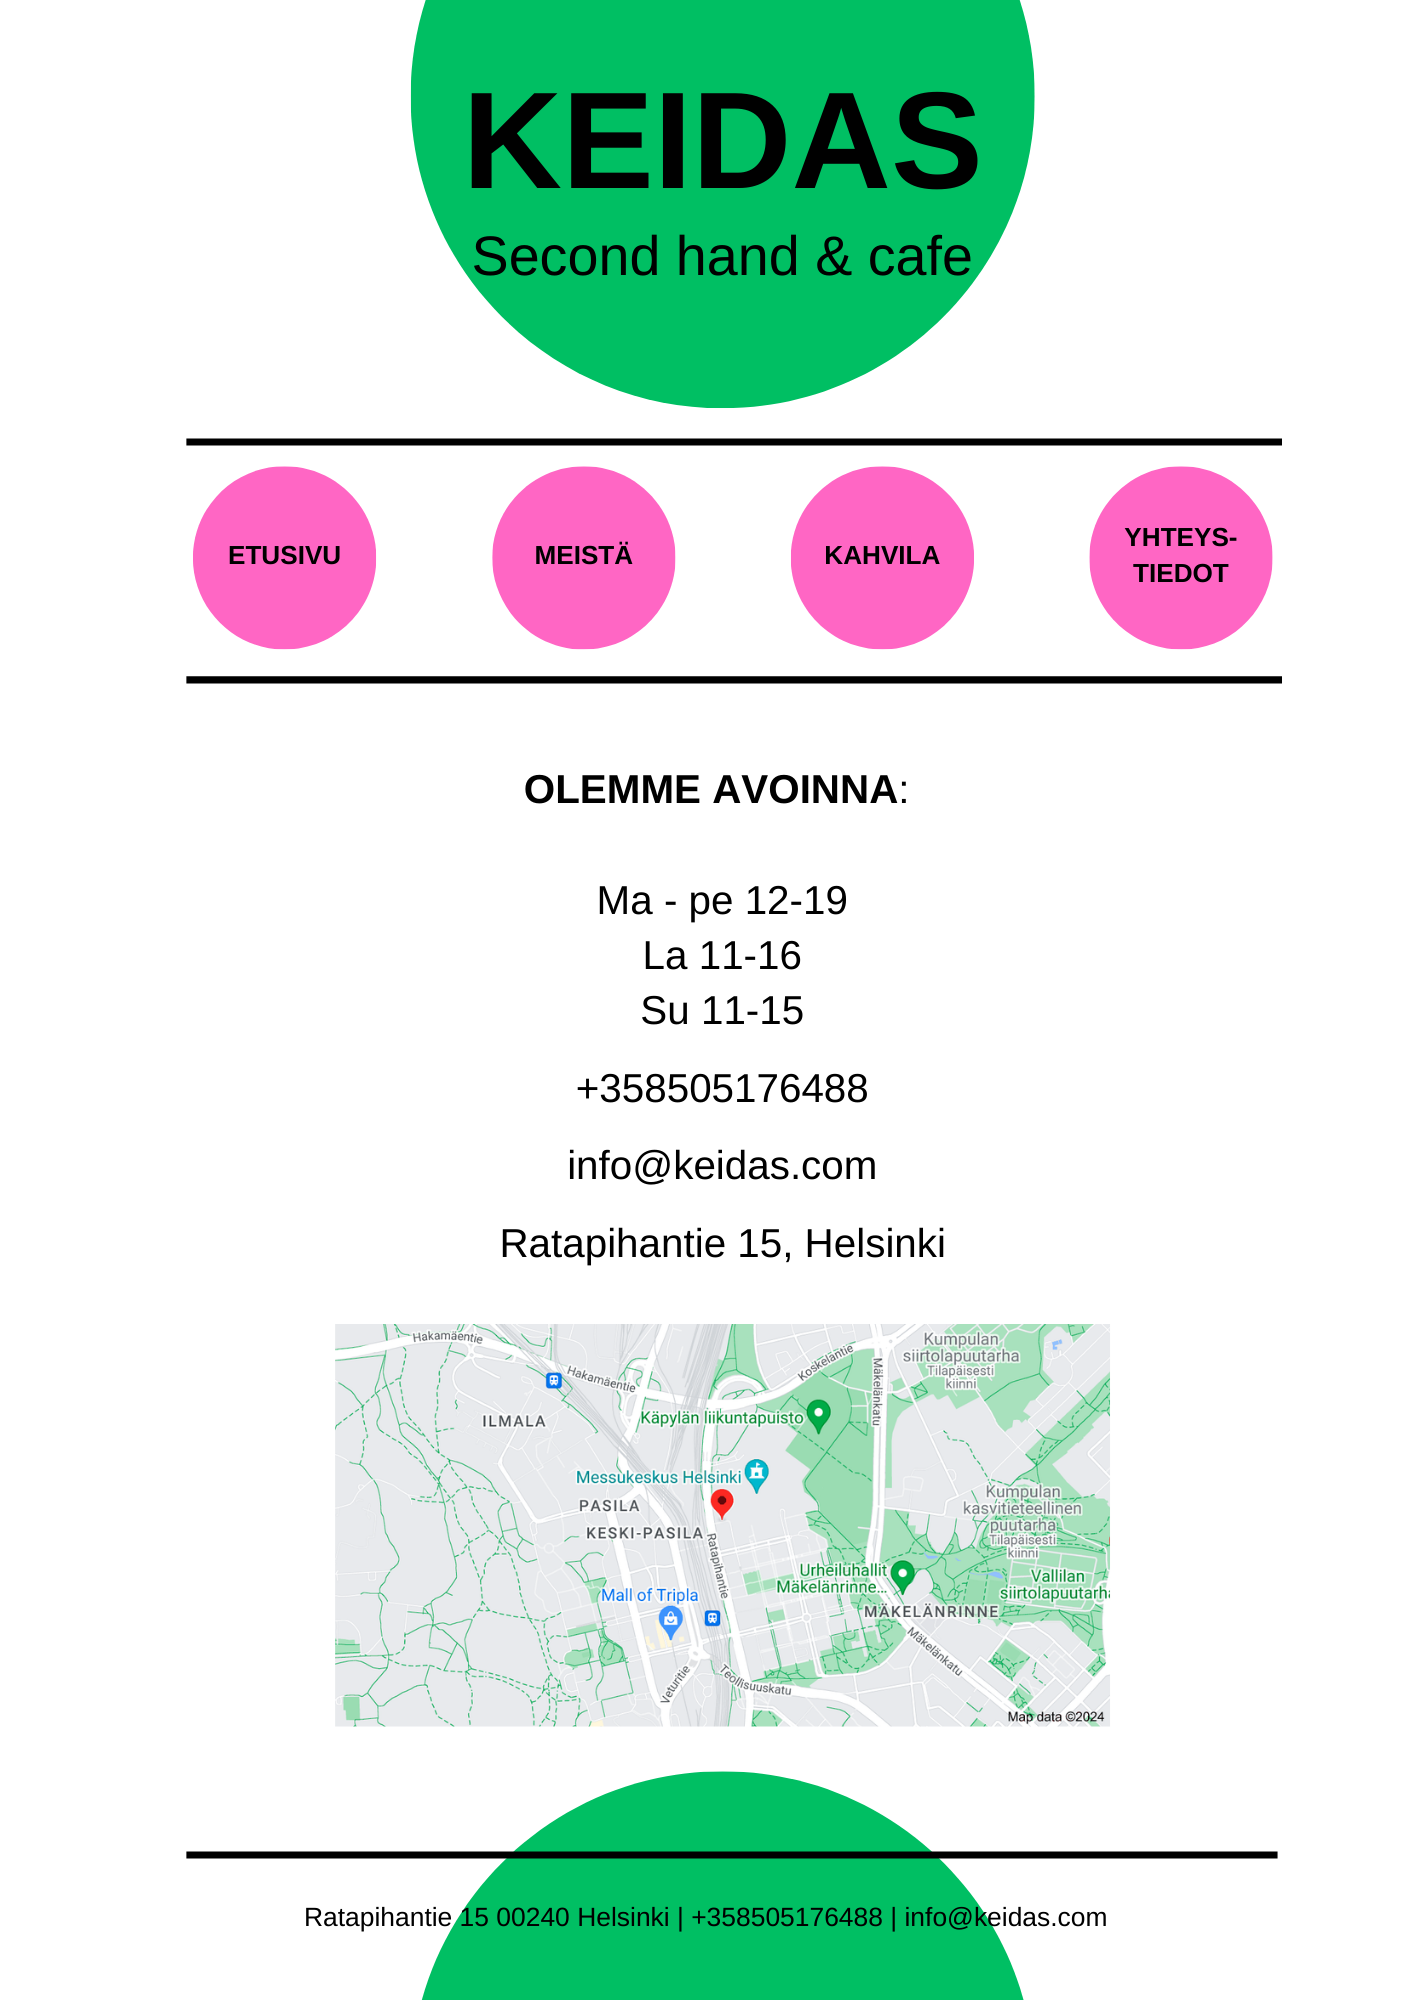 KEIDAS
Second hand & cafe
ETUSIVU
MEISTÄ
KAHVILA
YHTEYS-
TIEDOT
OLEMME AVOINNA:
Ma - pe 12-19
La 11-16
Su 11-15
+358505176488
info@keidas.com
Ratapihantie 15, Helsinki
Hakamäentie
Hakamäentie
Koskelantie
Mäkelänkatu
Kumpulan
siirtolapuutarha
Tilapäisesti
kiinni
ILMALA
Käpylän liikuntapuisto
Messukeskus Helsinki
PASILA
KESKI-PASILA
Ratapihantie
Kumpulan
kasvitieteellinen
puutarha
Tilapäisesti
kiinni
Urheiluhallit
Mäkelänrinne...
Vallilan
siirtolapuutarha
Mall of Tripla
MÄKELÄNRINNE
Mäkelänkatu
Veturitie
Teollisuuskatu
Map data ©2024
Ratapihantie 15 00240 Helsinki | +358505176488 | info@keidas.com